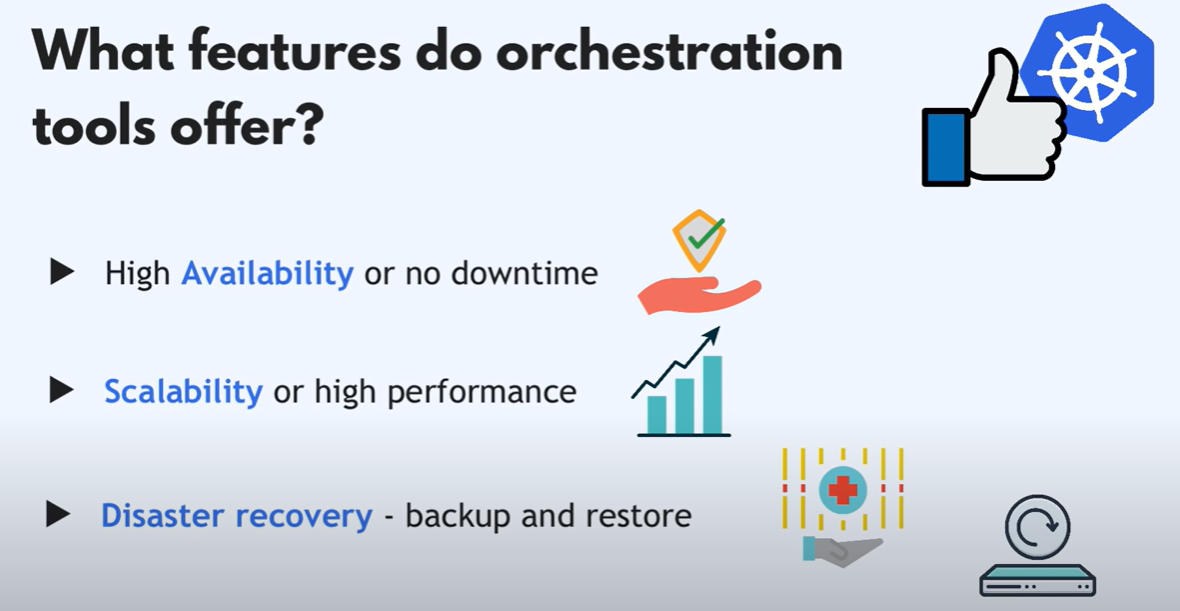 What features do orchestration
tools offer?
High Availability or no downtime
Scalability or high performance
Disaster recovery - backup and restore